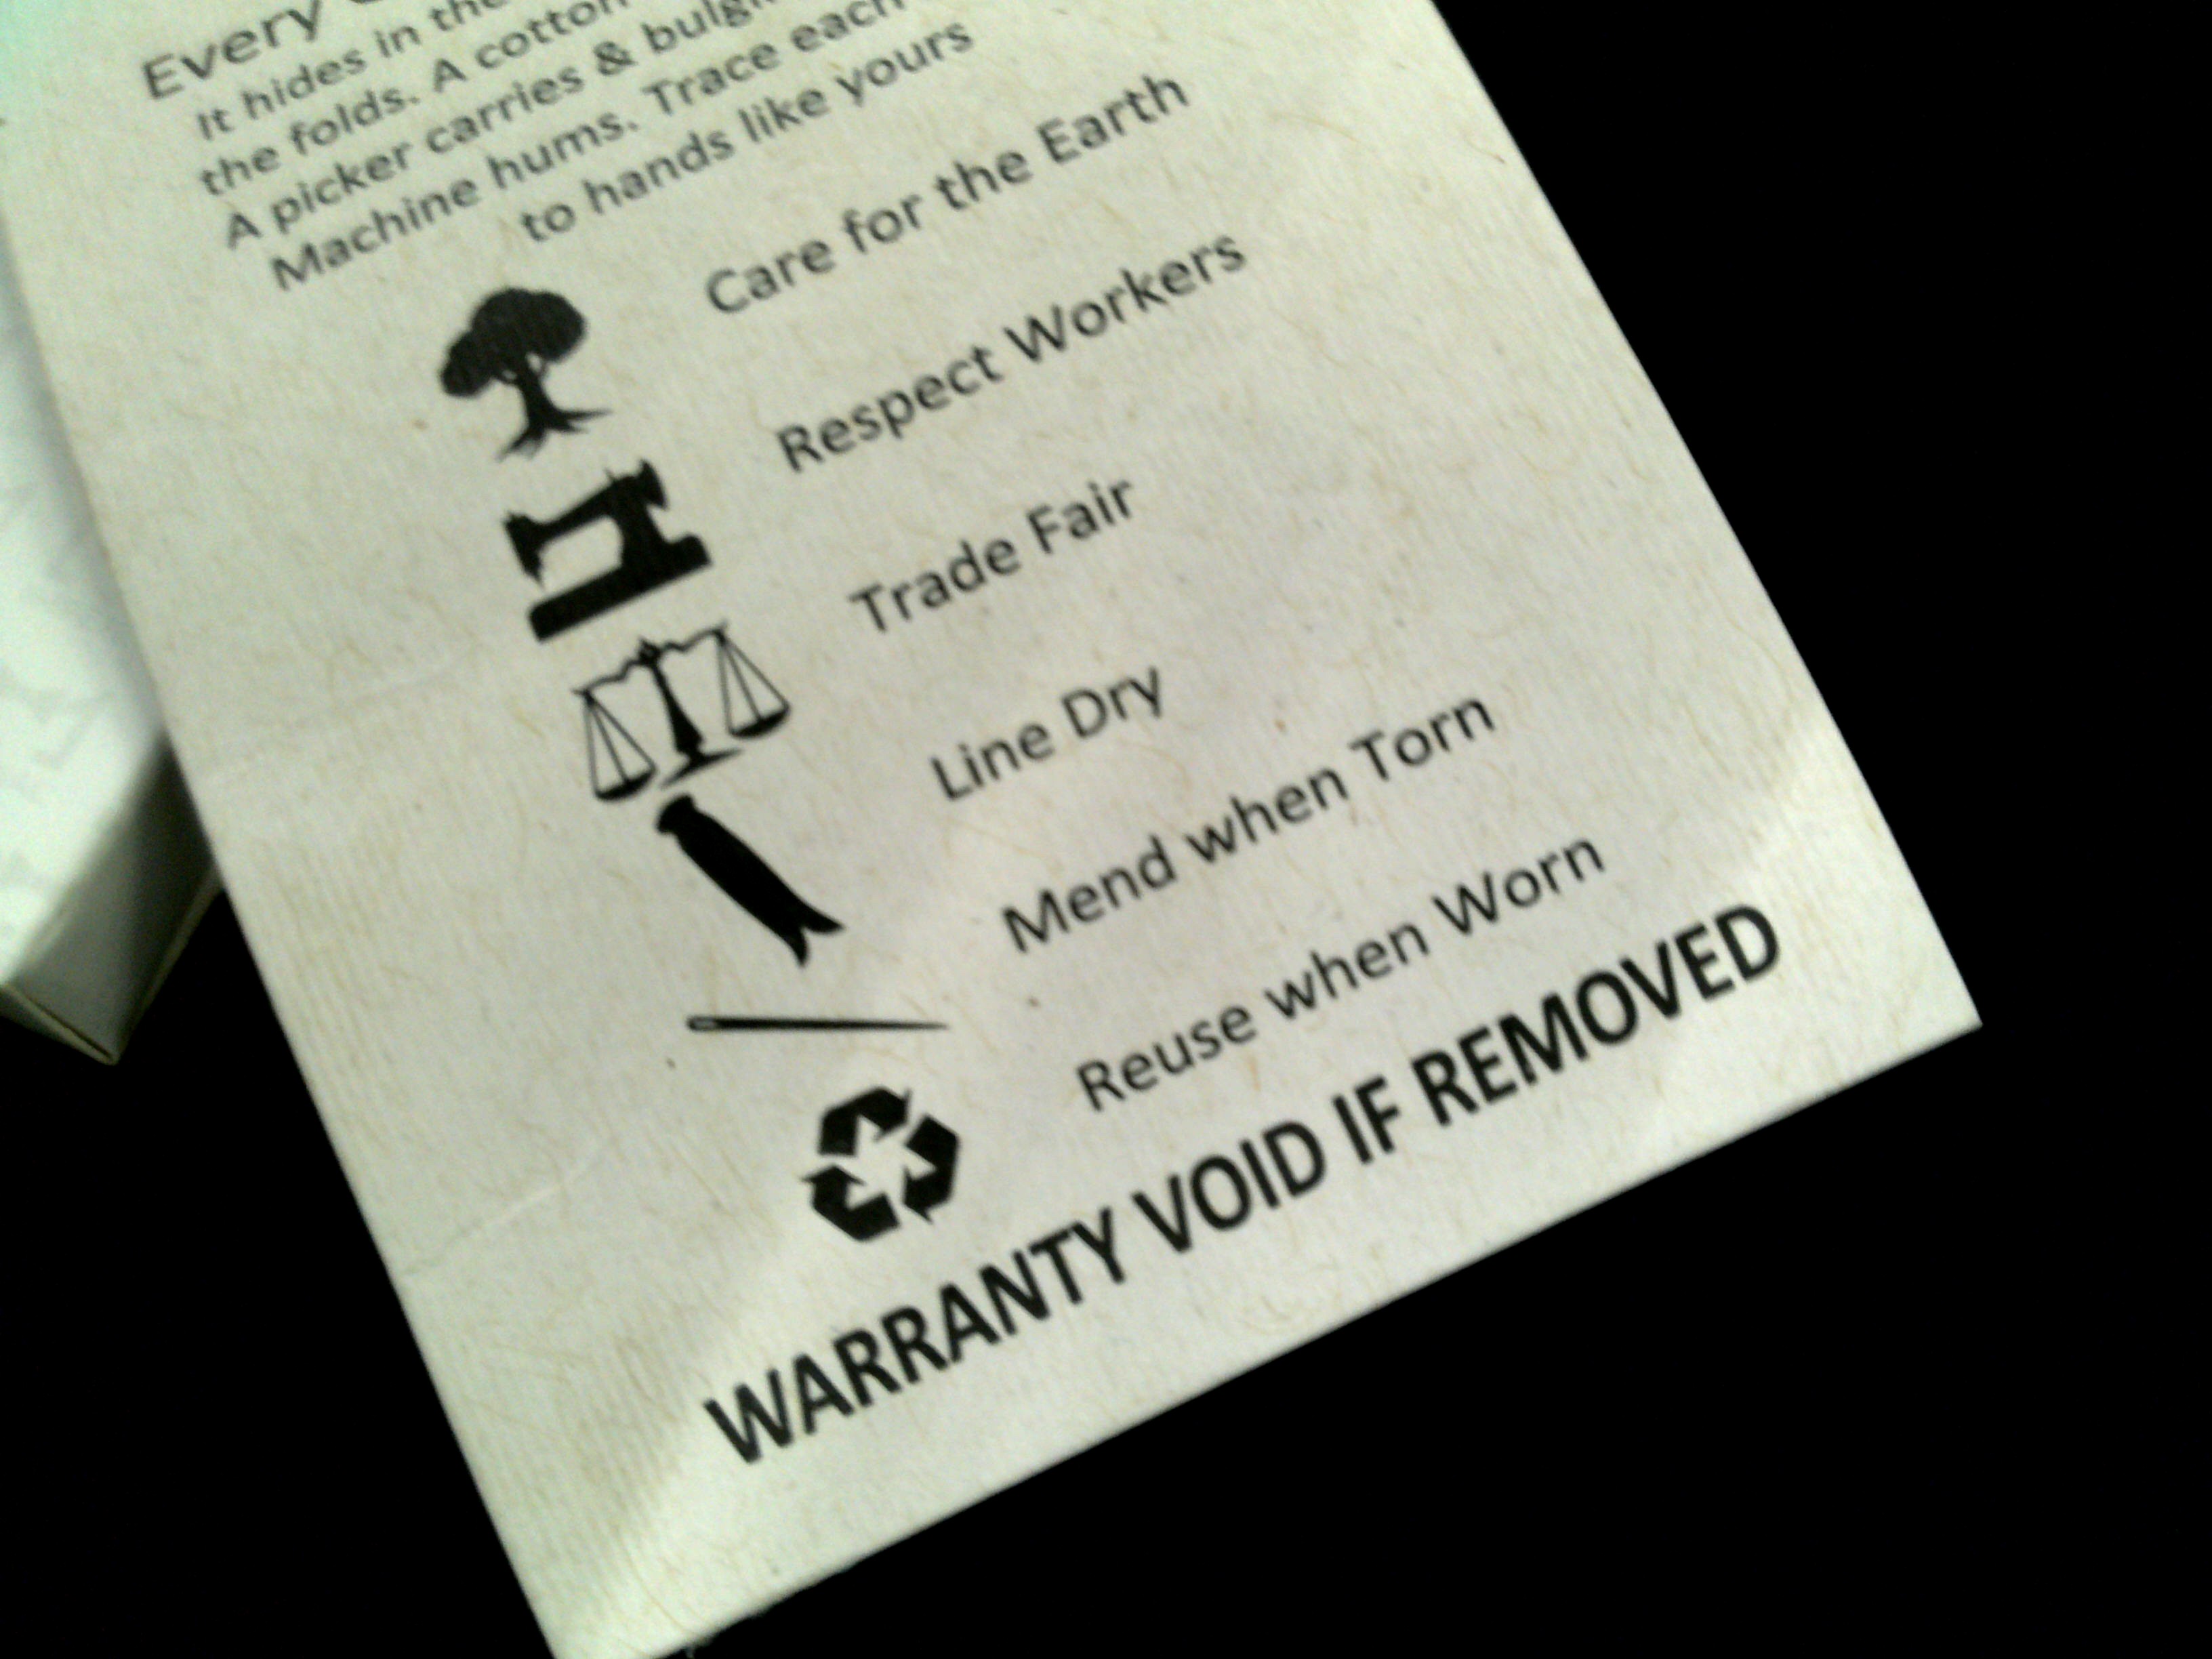 Every
It hides in the
the folds. A cotton
A picker carries &
Machine hums. Trace each
to hands like yours
Care for the Earth
Respect Workers
Trade Fair
Line Dry
Mend when Torn
Reuse when Worn
WARRANTY VOID IF REMOVED